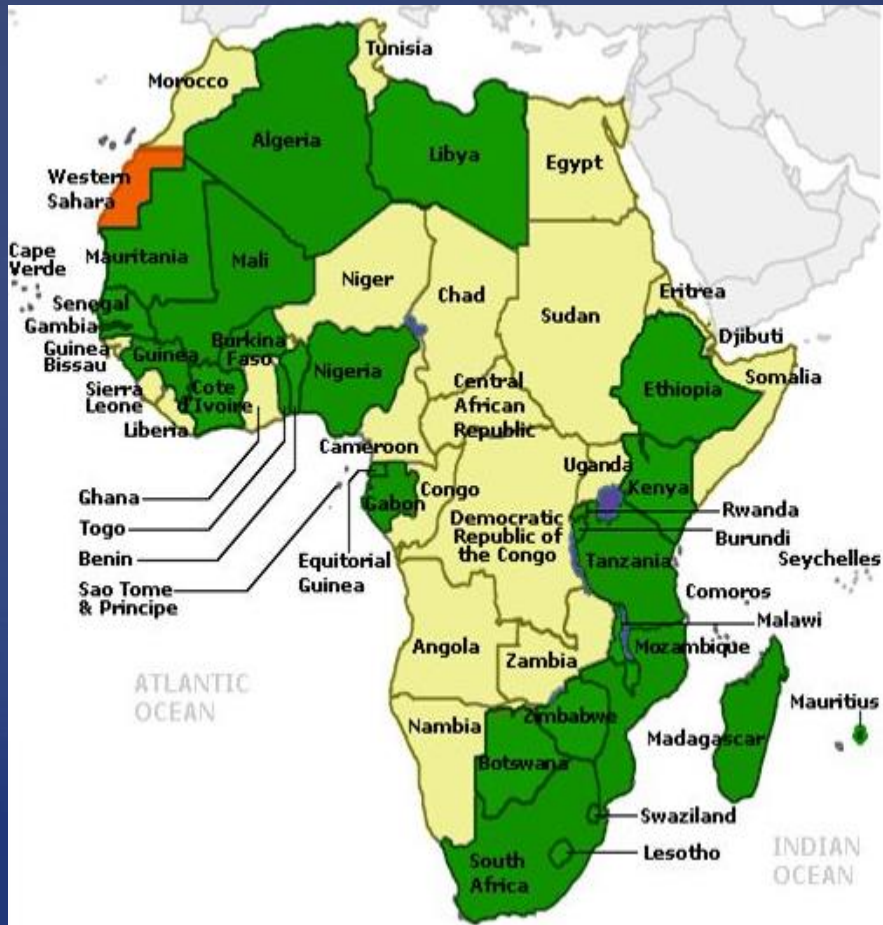 Tunisia
Morocco
Algeria
Libya
Egypt
Western
Sahara
Cape
Verde
Mauritania
Mali
Niger
Chad
Sudan
Eritrea
Senegal
Gambia
Guinea
Bissau
Guinea
Burkina
Faso
Nigeria
Djibuti
Somalia
Ethiopia
Sierra
Leone
Cote
d'Ivoire
Liberia
Central
African
Republic
Cameroon
Uganda
Kenya
Ghana
Togo
Benin
Sao Tome
& Principe
Equitorial
Guinea
Gabon
Congo
Democratic
Republic of
the Congo
Rwanda
Burundi
Tanzania
Seychelles
Comoros
Malawi
Angola
Zambia
Mozambique
ATLANTIC
OCEAN
Nambia
Zimbabwe
Botswana
Madagascar
Mauritius
Swaziland
Lesotho
South
Africa
INDIAN
OCEAN